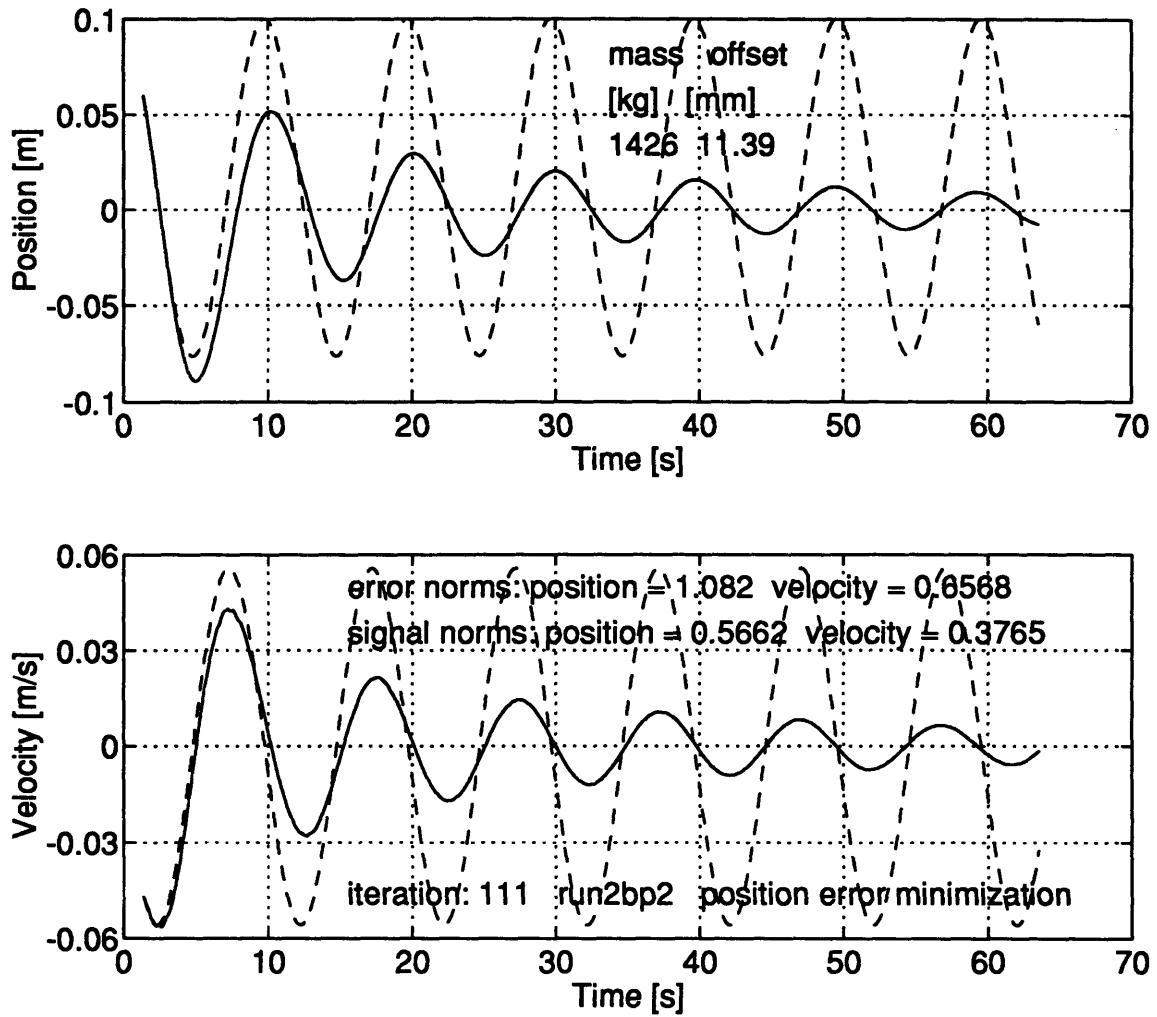 0.1
0.05
0
-0.05
-0.1
Position [m]
mass offset
[kg] [mm]
1426 11.39
0 10 20 30 40 50 60 70
Time [s]
0.06
0.03
0
-0.03
-0.06
Velocity [m/s]
error norms: position = 1.082 velocity = 0.6568
signal norms: position = 0.5662 velocity = 0.3765
iteration: 111 run2bp2 position error minimization
0 10 20 30 40 50 60 70
Time [s]